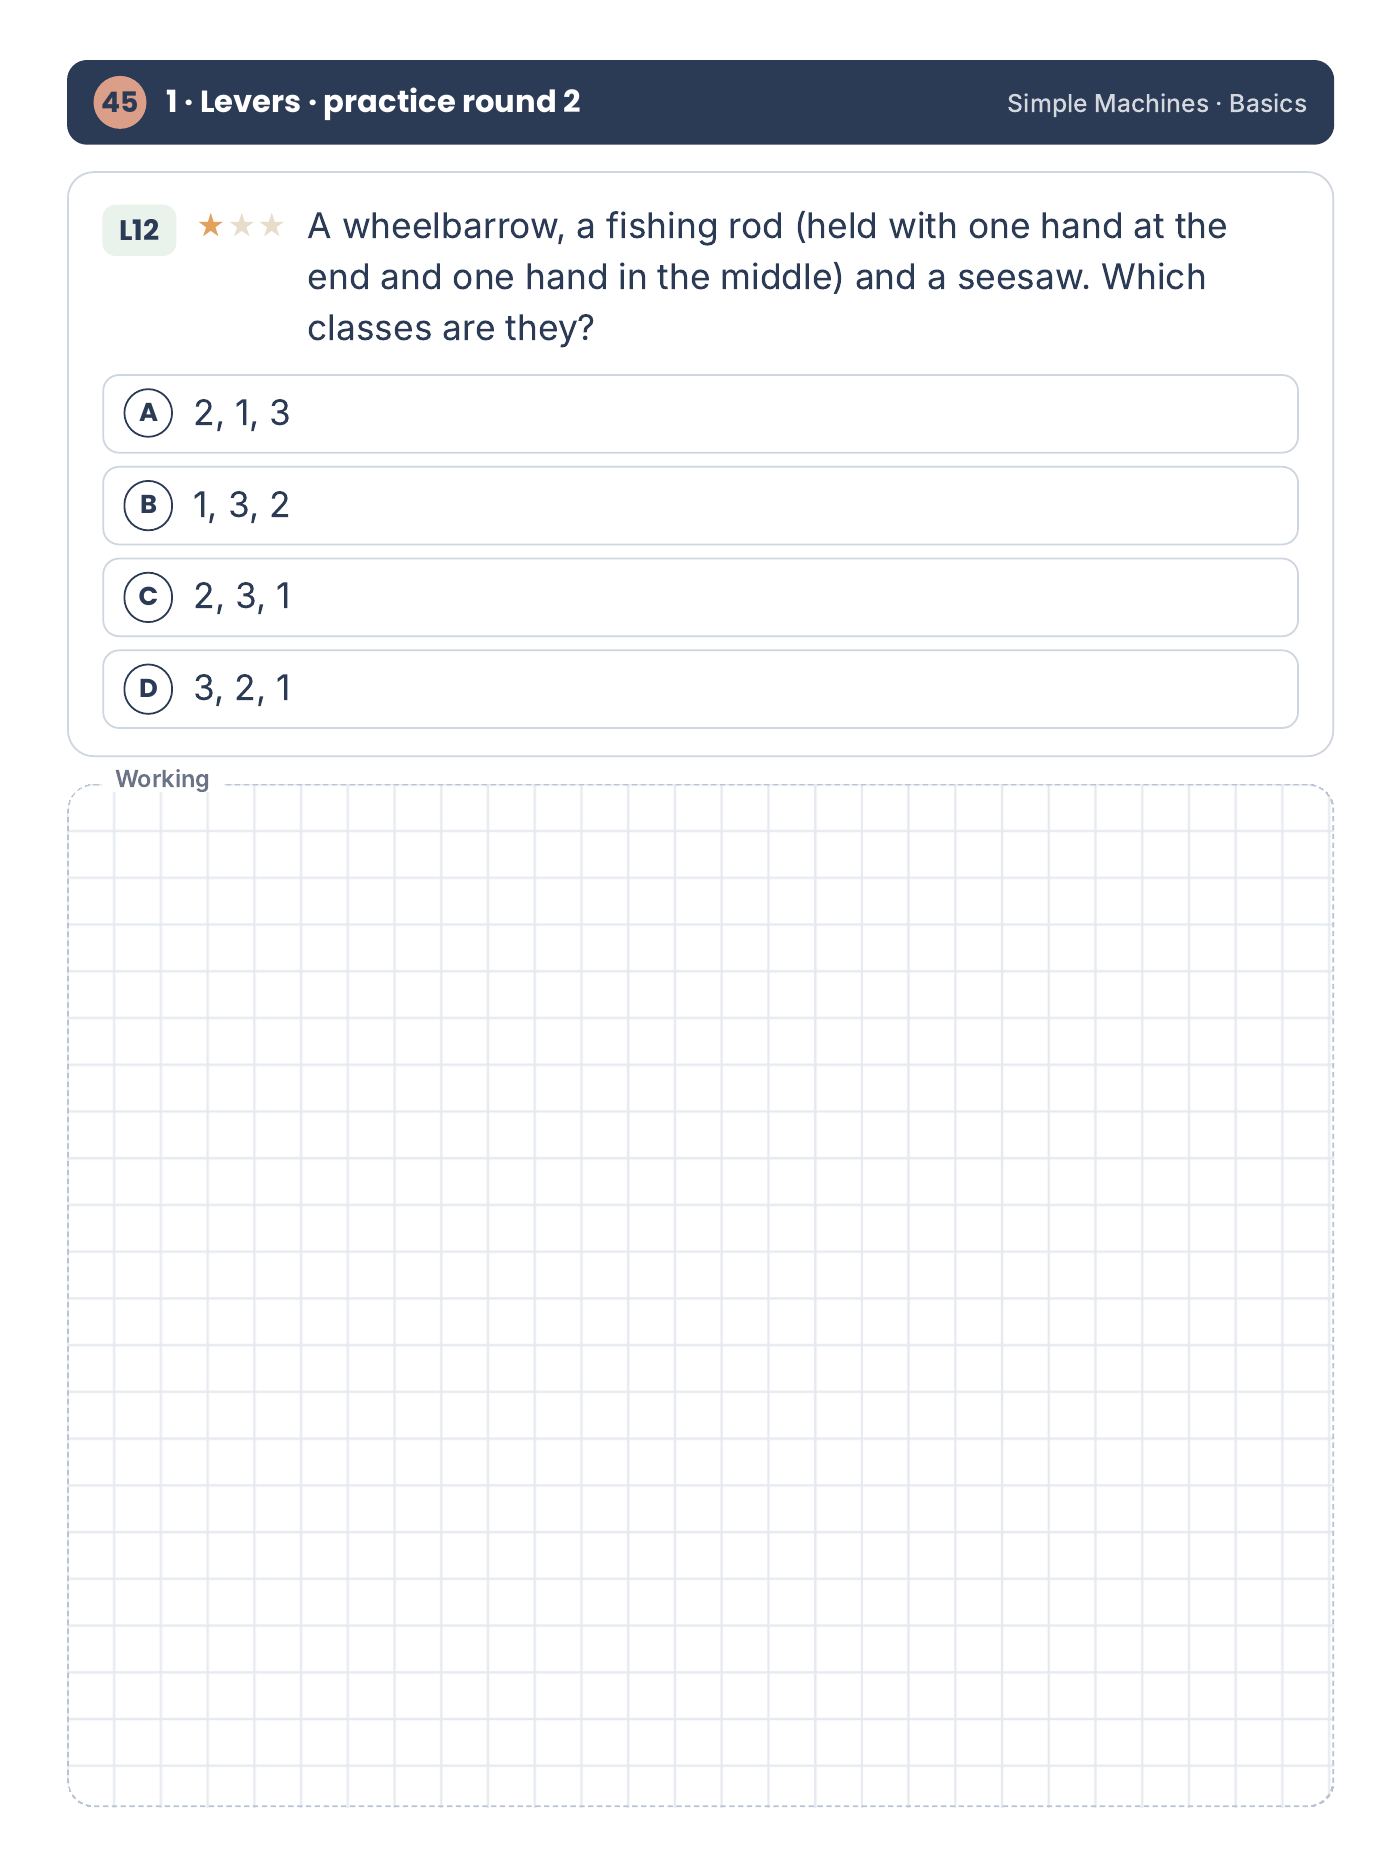 45 1 · Levers · practice round 2 Simple Machines · Basics
L12 ★★★ A wheelbarrow, a fishing rod (held with one hand at the
end and one hand in the middle) and a seesaw. Which
classes are they?
A 2, 1, 3
B 1, 3, 2
C 2, 3, 1
D 3, 2, 1
Working